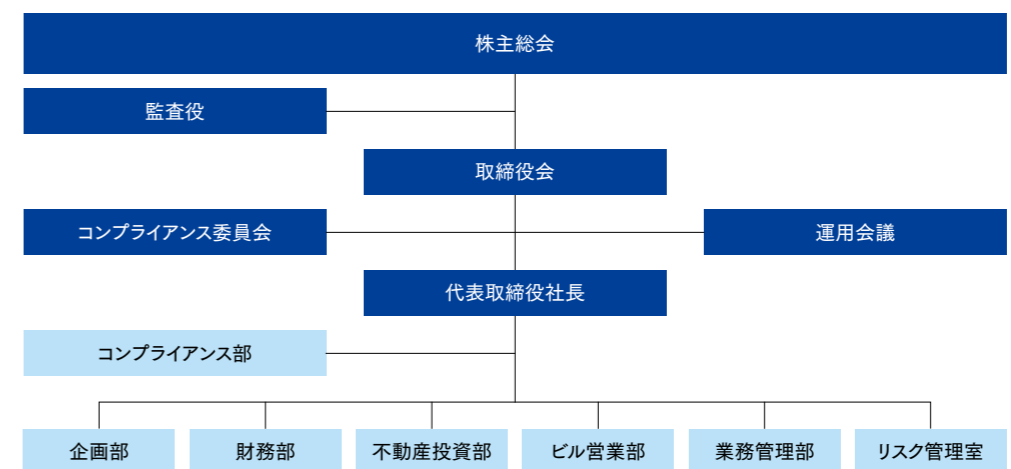 株主総会
監査役
取締役会
コンプライアンス委員会
運用会議
代表取締役社長
コンプライアンス部
企画部
財務部
不動産投資部
ビル営業部
業務管理部
リスク管理室